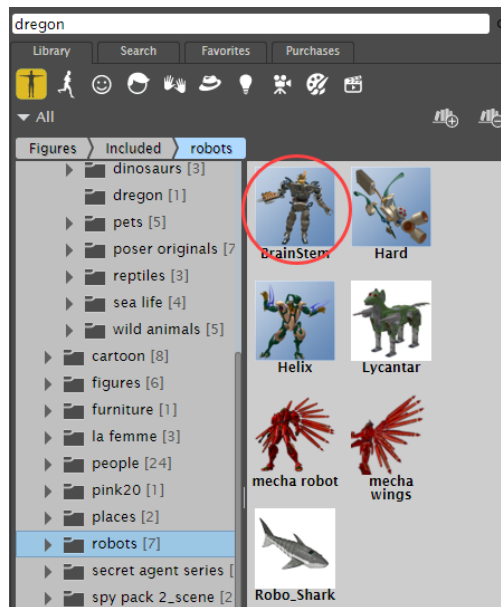 dregon
Library Search Favorites Purchases
All
Figures Included robots
dinosaurs [3]
dregon [1]
pets [5]
poser originals [7
reptiles [3]
sea life [4]
wild animals [5]
cartoon [8]
figures [6]
furniture [1]
la femme [3]
people [24]
pink20 [1]
places [2]
robots [7]
secret agent series [
spy pack 2_scene [2
BrainStem Hard
Helix Lycantar
mecha robot mecha
wings
Robo_Shark